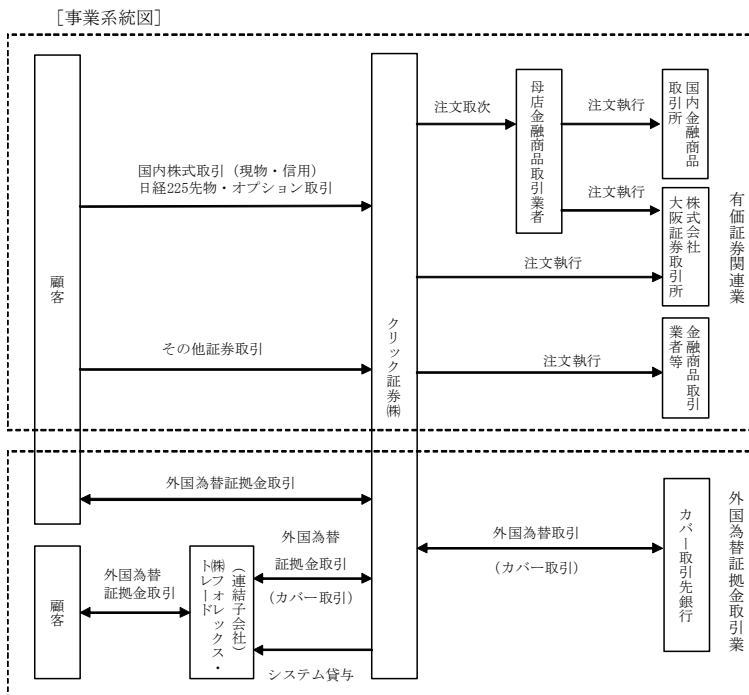 ［事業系統図］
注文取次
母店金融商品取引業者
注文執行
国内金融商品
取引所
国内株式取引（現物・信用）
日経225先物・オプション取引
注文執行
株式会社
大阪証券取引所
有価証券関連業
注文執行
顧客
クリック証券㈱
その他証券取引
注文執行
金融商品取引
業者等
外国為替証拠金取引
外国為替
証拠金取引
(カバー取引)
外国為替取引
(カバー取引)
カバー取引先銀行
外国為替証拠金取引業
顧客
外国為替
証拠金取引
（連結子会社）
㈱フォレックス・
トレード
システム貸与